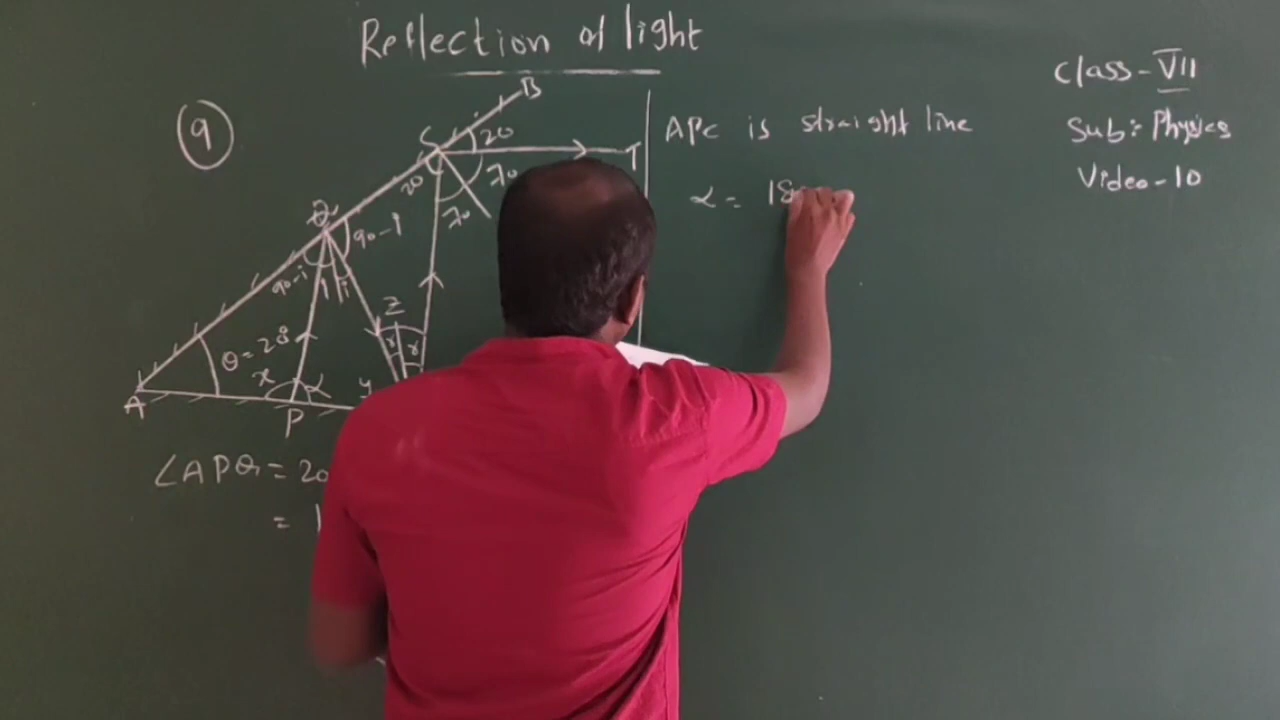 Reflection of light
Class - VII
Sub: Physics
Video - 10
9
B
S
20
T
20
70
70
Q
90-i
90-i
i
i
Z
r
r
θ = 28°
x
α
y
A
P
∠APQ = 20
= 1
APC is straight line
α = 18